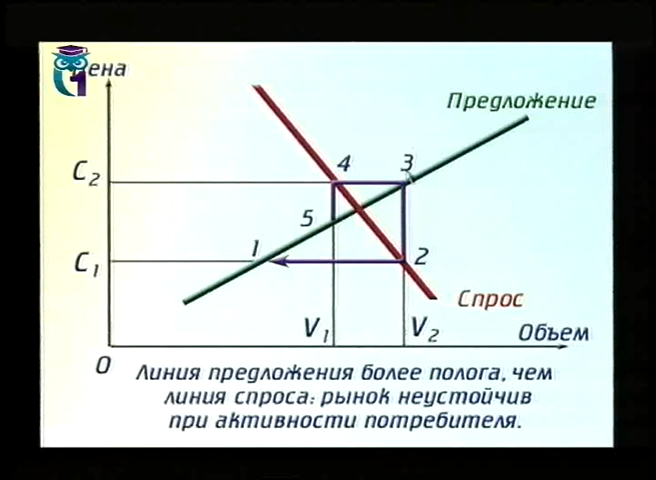 Цена
Предложение
C2
4
3
5
1
C1
2
Спрос
V1
V2
Объем
0
Линия предложения более полога, чем
линия спроса: рынок неустойчив
при активности потребителя.